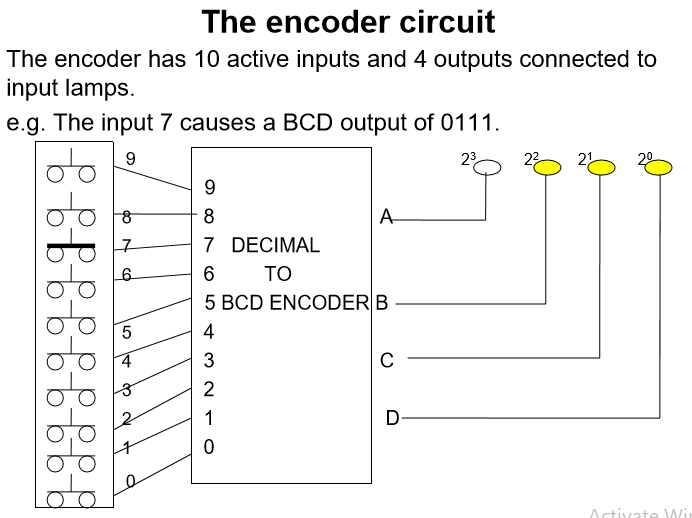 The encoder circuit
The encoder has 10 active inputs and 4 outputs connected to
input lamps.
e.g. The input 7 causes a BCD output of 0111.
9 2³ 2² 2¹ 2⁰
9
8 8 A
7 7 DECIMAL
6 6 TO
5 BCD ENCODER B
5 4
4 3 C
3 2
2 1 D
1 0
0
Activate Win